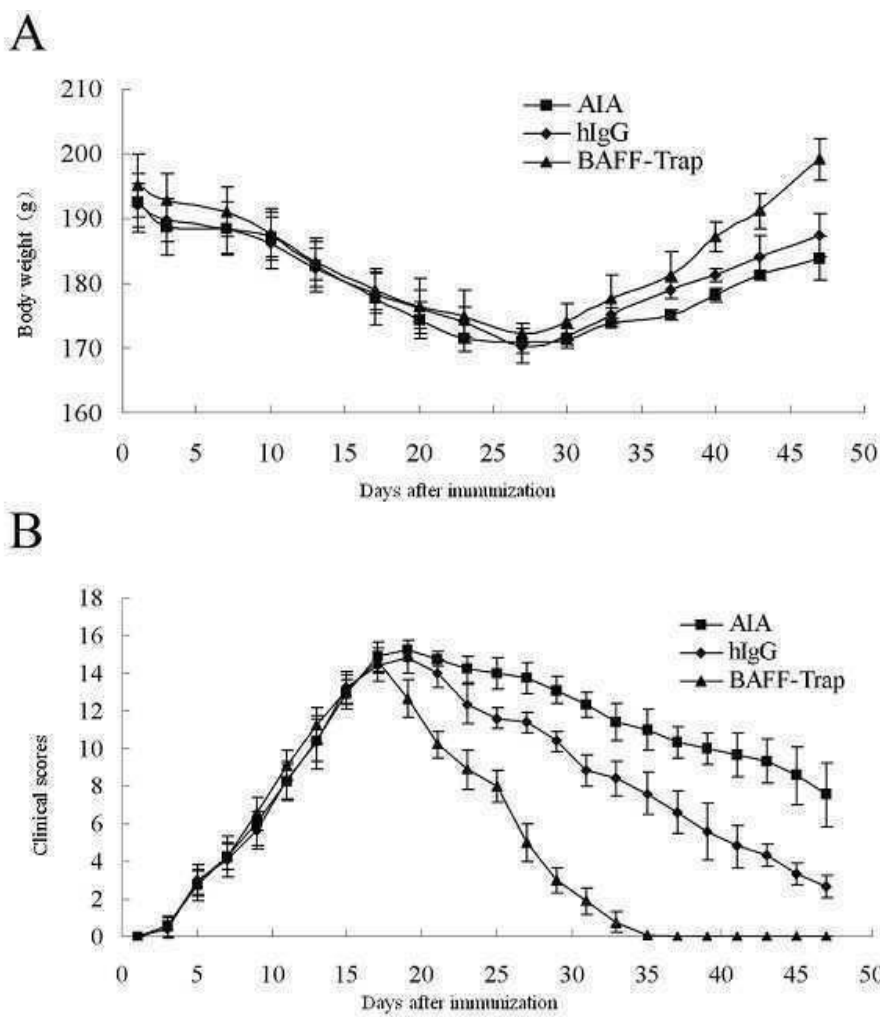 A
210
200
190
180
170
160
Body weight (g)
AIA
hIgG
BAFF-Trap
0 5 10 15 20 25 30 35 40 45 50
Days after immunization
B
18
16
14
12
10
8
6
4
2
0
Clinical scores
AIA
hIgG
BAFF-Trap
0 5 10 15 20 25 30 35 40 45 50
Days after immunization